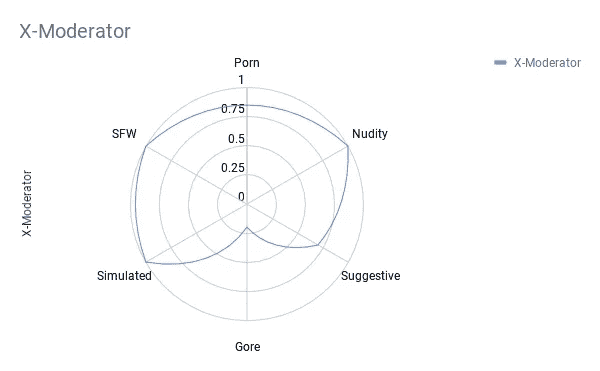 X-Moderator
Porn
X-Moderator
1
0.75
SFW
Nudity
0.5
0.25
0
X-Moderator
Simulated
Suggestive
Gore